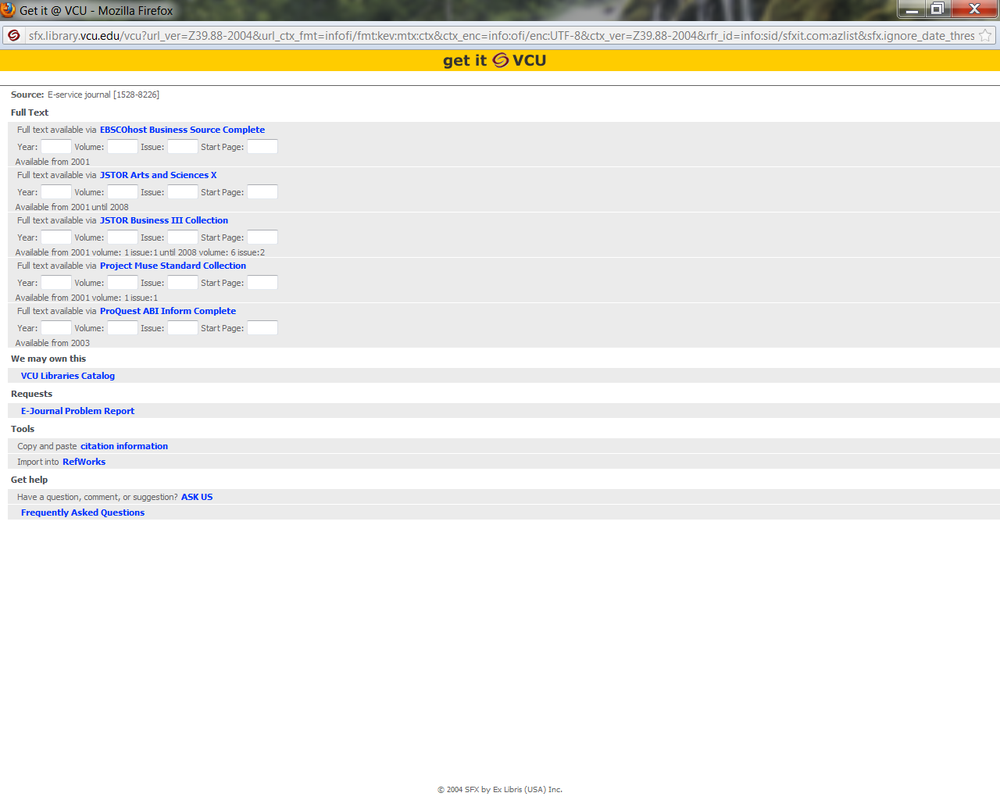 Get it @ VCU - Mozilla Firefox
sfx.library.vcu.edu/vcu?url_ver=Z39.88-2004&url_ctx_fmt=infofi/fmt:kev:mtx:ctx&ctx_enc=info:ofi/enc:UTF-8&ctx_ver=Z39.88-2004&rfr_id=info:sid/sfxit.com:azlist&sfx.ignore_date_thres
get it VCU
Source: E-service journal [1528-8226]
Full Text
Full text available via EBSCOhost Business Source Complete
Year: Volume: Issue: Start Page:
Available from 2001
Full text available via JSTOR Arts and Sciences X
Year: Volume: Issue: Start Page:
Available from 2001 until 2008
Full text available via JSTOR Business III Collection
Year: Volume: Issue: Start Page:
Available from 2001 volume: 1 issue:1 until 2008 volume: 6 issue:2
Full text available via Project Muse Standard Collection
Year: Volume: Issue: Start Page:
Available from 2001 volume: 1 issue:1
Full text available via ProQuest ABI Inform Complete
Year: Volume: Issue: Start Page:
Available from 2003
We may own this
VCU Libraries Catalog
Requests
E-Journal Problem Report
Tools
Copy and paste citation information
Import into RefWorks
Get help
Have a question, comment, or suggestion? ASK US
Frequently Asked Questions
© 2004 SFX by Ex Libris (USA) Inc.